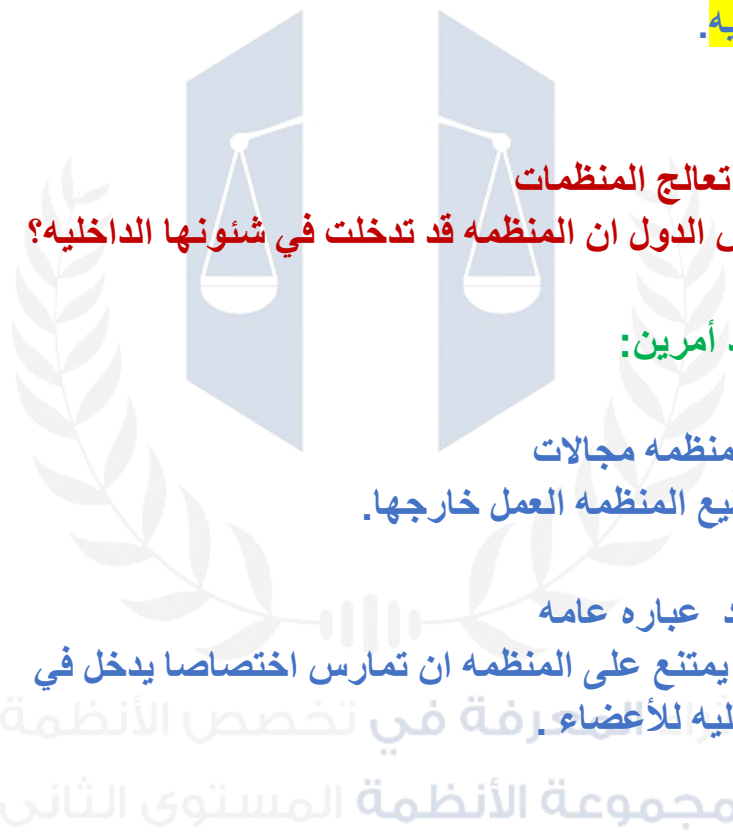 يه.
تعالج المنظمات
الدول ان المنظمه قد تدخلت في شئونها الداخليه؟
أمرين:
منظمه مجالات
يع المنظمه العمل خارجها.
عباره عامه
يمتنع على المنظمه ان تمارس اختصاصا يدخل في
ليه للأعضاء .
المعرفة في تخصص الأنظمة
مجموعة الأنظمة المستوى الثاني